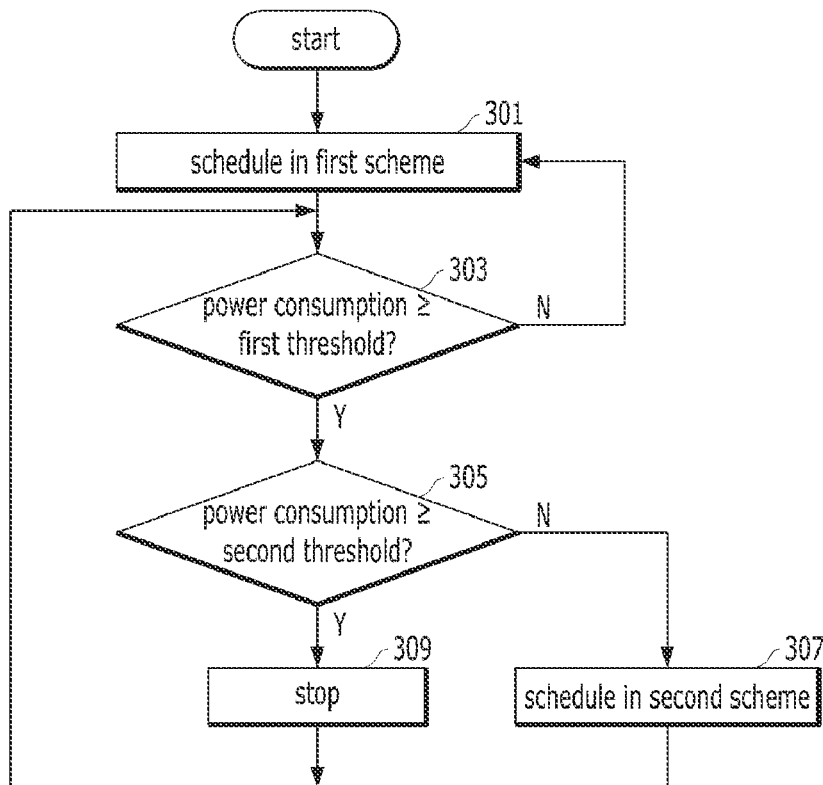 start
301
schedule in first scheme
303
power consumption ≥
first threshold?
N
Y
305
power consumption ≥
second threshold?
N
Y
309
stop
307
schedule in second scheme